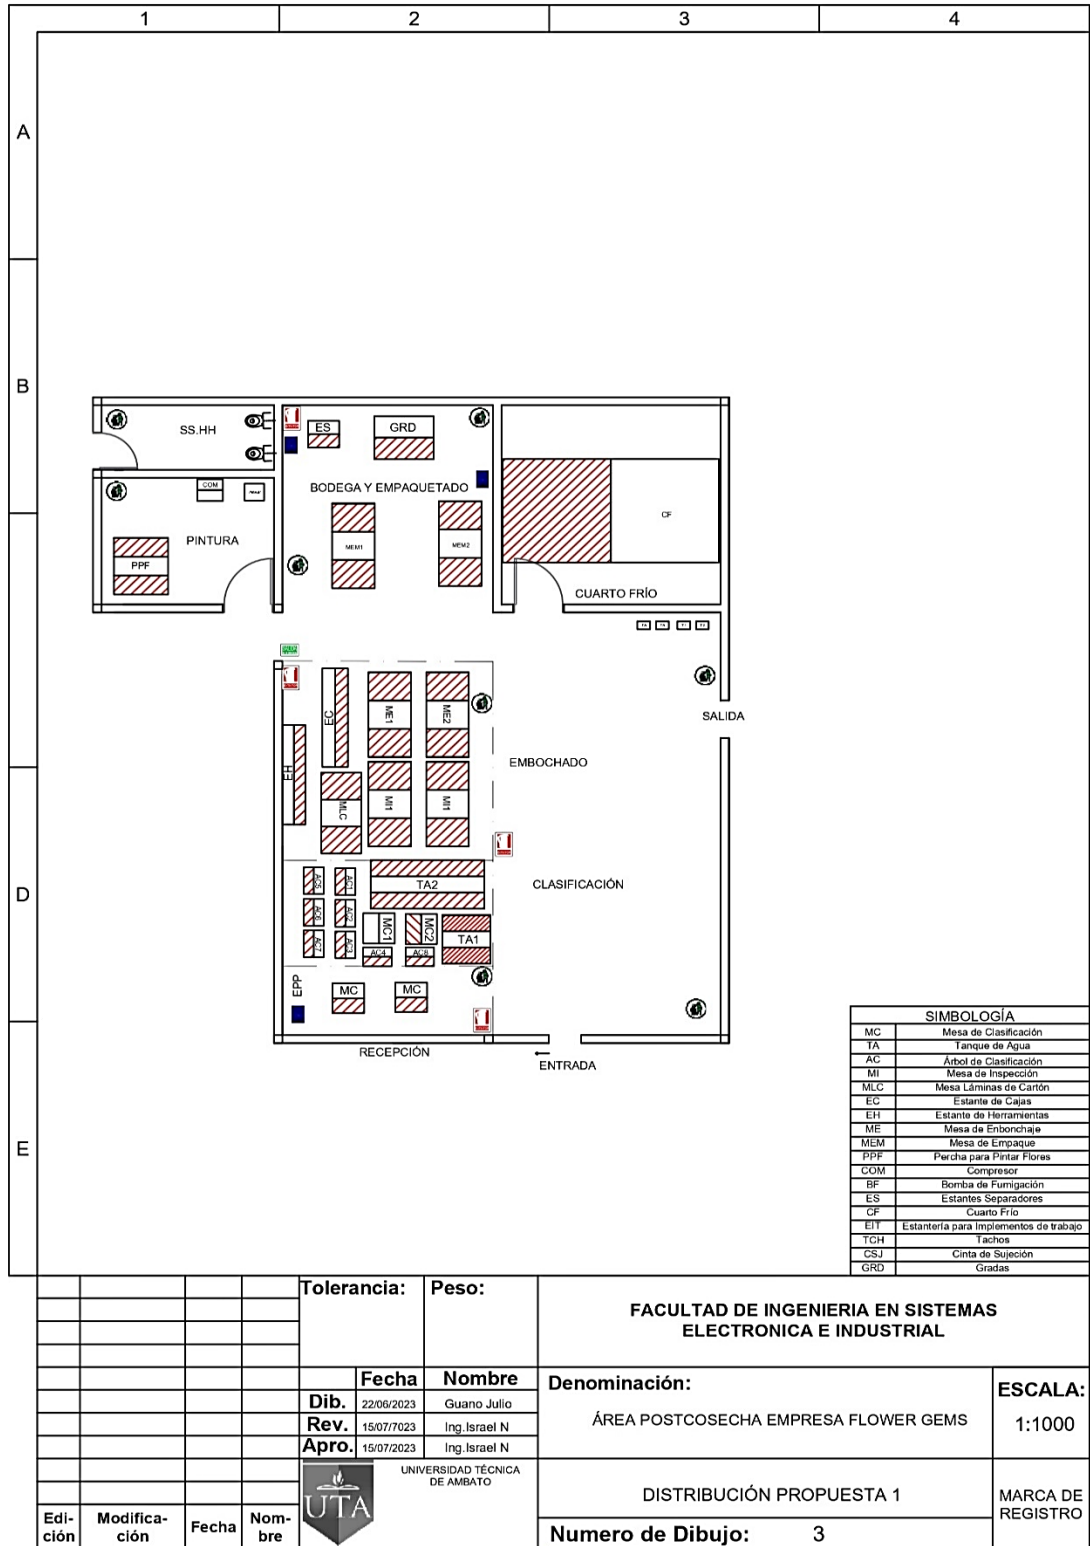 1 2 3 4
A
B
D
E
SS.HH
ES
GRD
BODEGA Y EMPAQUETADO
COM
PINTURA
PPF
MEM1
MEM2
CF
CUARTO FRÍO
SALIDA
EC
ME1
ME2
EH
MLC
MI1
MI1
EMBOCHADO
CLASIFICACIÓN
TA2
AC5
AC1
AC6
AC2
AC7
AC3
MC1
MC2
TA1
AC4
AC8
EPP
MC
MC
RECEPCIÓN
ENTRADA
SIMBOLOGÍA
MC Mesa de Clasificación
TA Tanque de Agua
AC Árbol de Clasificación
MI Mesa de Inspección
MLC Mesa Láminas de Cartón
EC Estante de Cajas
EH Estante de Herramientas
ME Mesa de Enbonchaje
MEM Mesa de Empaque
PPF Percha para Pintar Flores
COM Compresor
BF Bomba de Fumigación
ES Estantes Separadores
CF Cuarto Frío
EIT Estantería para Implementos de trabajo
TCH Tachos
CSJ Cinta de Sujeción
GRD Gradas
Tolerancia: Peso:
FACULTAD DE INGENIERIA EN SISTEMAS
ELECTRONICA E INDUSTRIAL
Fecha Nombre
Dib. 22/06/2023 Guano Julio
Rev. 15/07/7023 Ing.Israel N
Apro. 15/07/2023 Ing.Israel N
Denominación:
ÁREA POSTCOSECHA EMPRESA FLOWER GEMS
ESCALA:
1:1000
UTA
UNIVERSIDAD TÉCNICA
DE AMBATO
DISTRIBUCIÓN PROPUESTA 1
MARCA DE
REGISTRO
Edi-
ción
Modifica-
ción
Fecha
Nom-
bre
Numero de Dibujo: 3